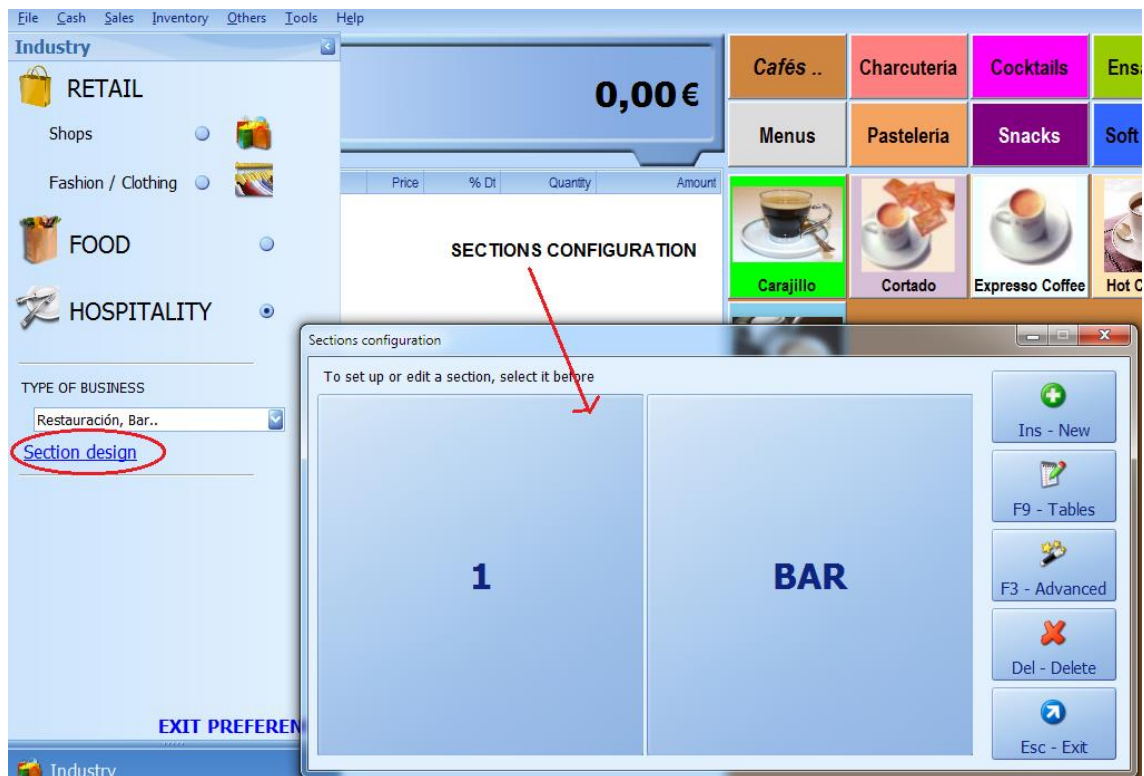 File Cash Sales Inventory Others Tools Help
Industry
RETAIL
Shops
Fashion / Clothing
FOOD
HOSPITALITY
TYPE OF BUSINESS
Restauración, Bar..
Section design
EXIT PREFEREN
Industry
0,00€
Price % Dt Quantity Amount
SECTIONS CONFIGURATION
Cafés .. Charcutería Cocktails Ensa
Menus Pastelería Snacks Soft
Carajillo Cortado Expresso Coffee Hot C
Sections configuration
To set up or edit a section, select it before
1
BAR
Ins - New
F9 - Tables
F3 - Advanced
Del - Delete
Esc - Exit